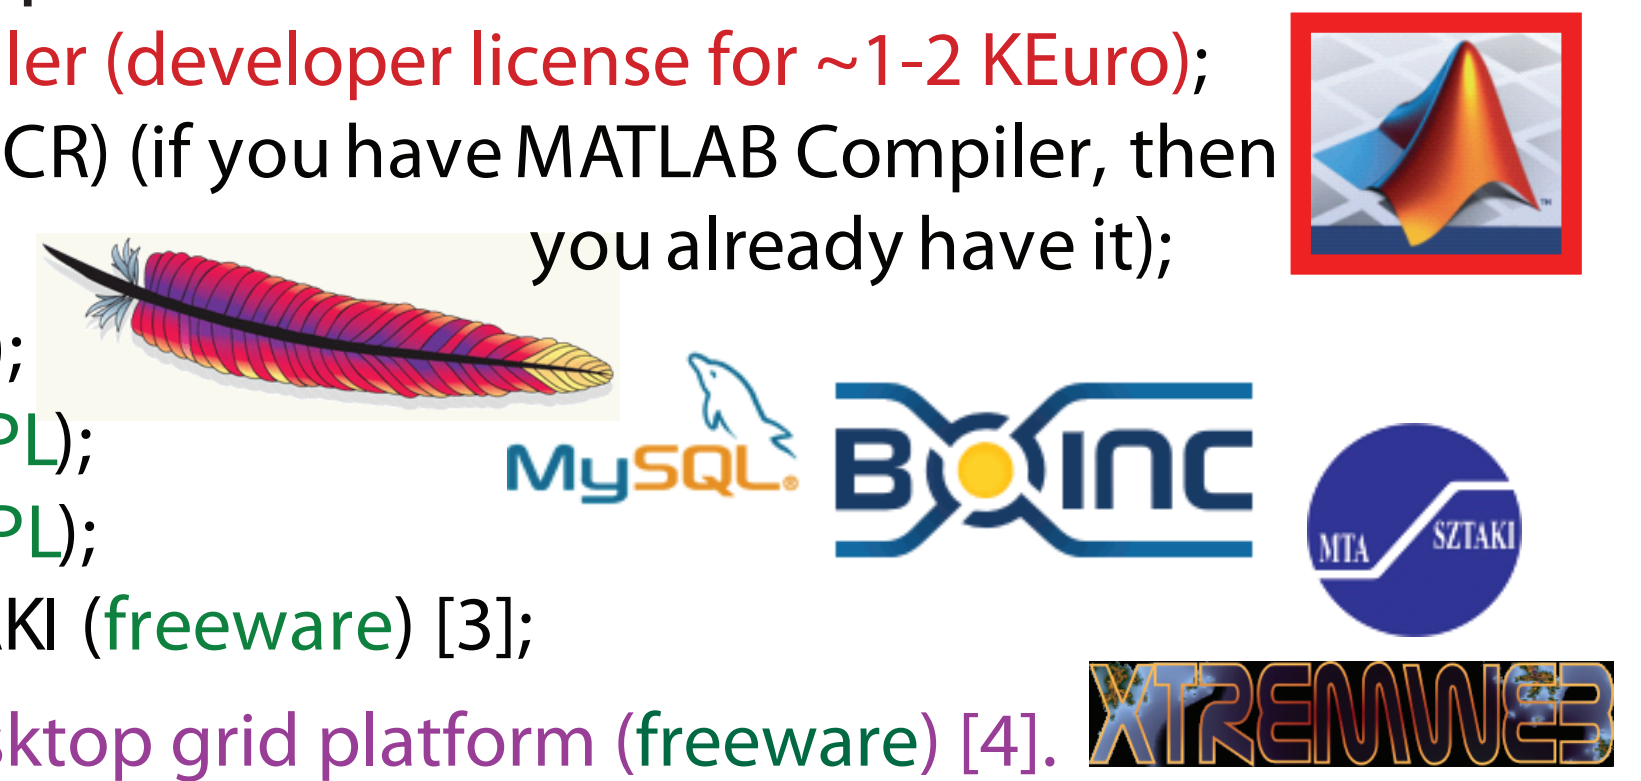 ler (developer license for ~1-2 KEuro);
CR) (if you have MATLAB Compiler, then
you already have it);
TM
);
PL);
MySQL®
BOINC
PL);
MTA SZTAKI
KI (freeware) [3];
XTREMWEB
sktop grid platform (freeware) [4].